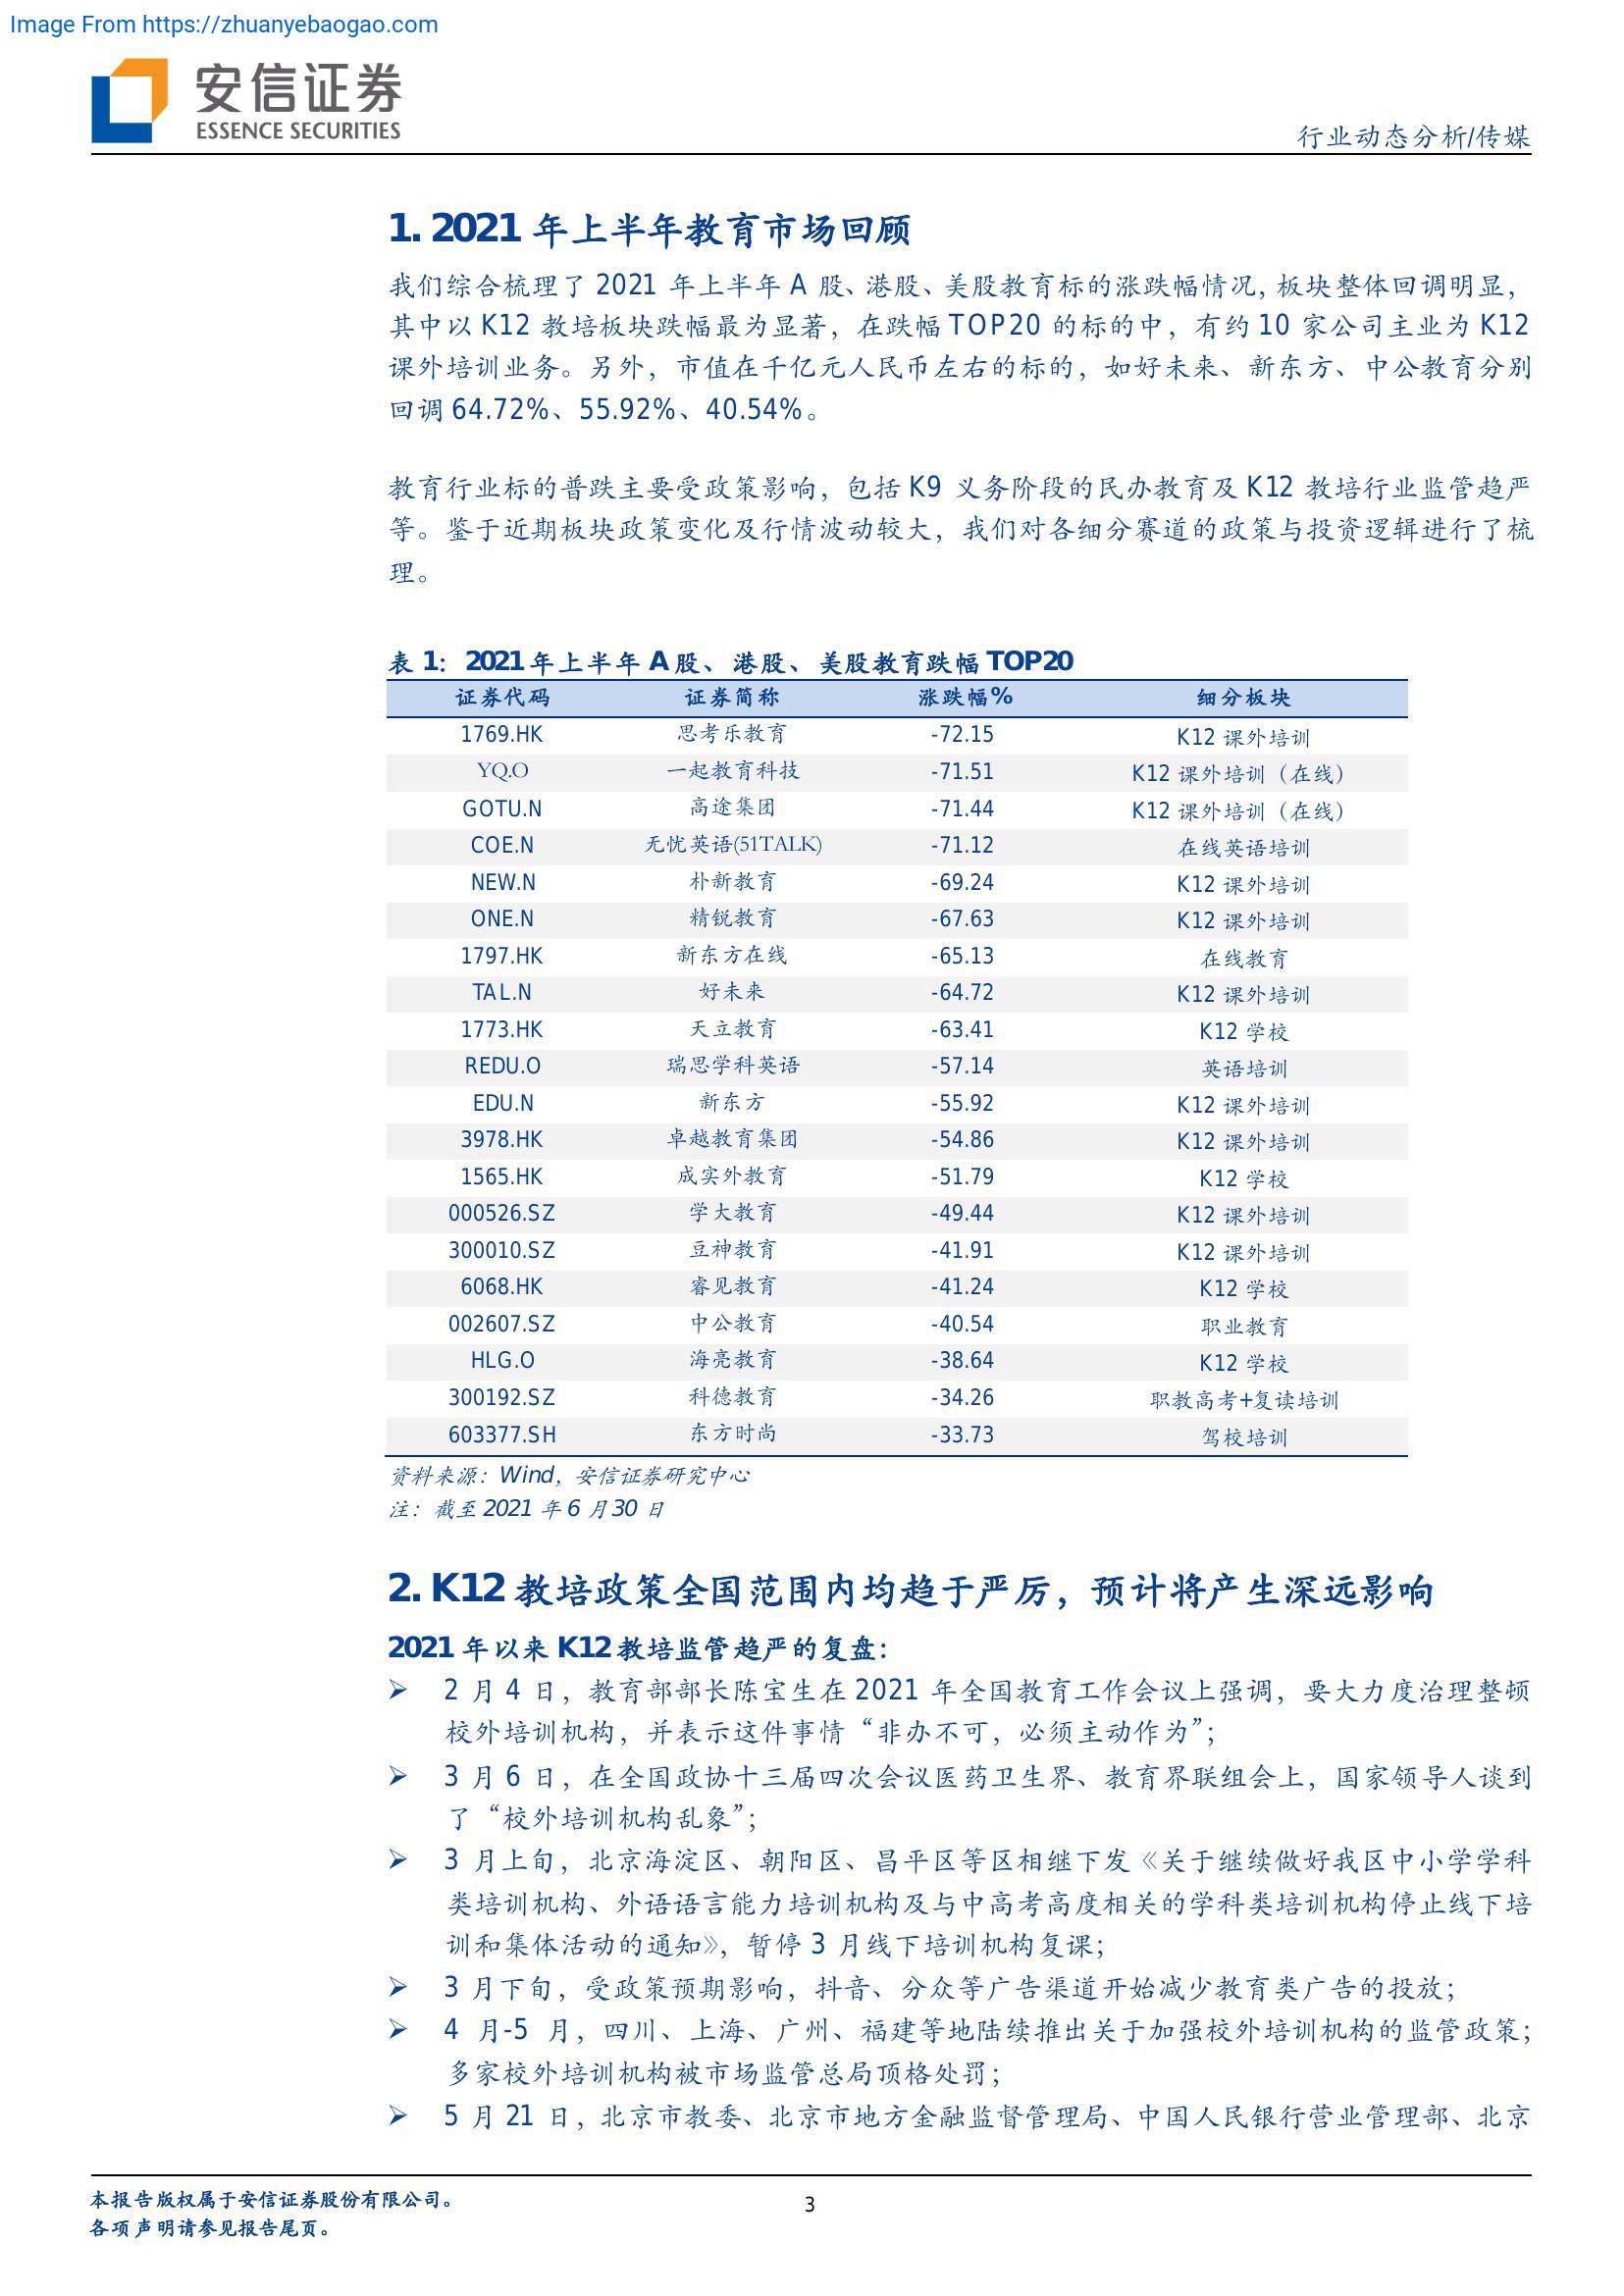 Image From https://zhuanyebaogao.com
安信证券
ESSENCE SECURITIES
行业动态分析/传媒
1. 2021 年上半年教育市场回顾
我们综合梳理了 2021 年上半年 A 股、港股、美股教育标的涨跌幅情况，板块整体回调明显，
其中以 K12 教培板块跌幅最为显著，在跌幅 TOP20 的标的中，有约 10 家公司主业为 K12
课外培训业务。另外，市值在千亿元人民币左右的标的，如好未来、新东方、中公教育分别
回调 64.72%、55.92%、40.54%。
教育行业标的普跌主要受政策影响，包括 K9 义务阶段的民办教育及 K12 教培行业监管趋严
等。鉴于近期板块政策变化及行情波动较大，我们对各细分赛道的政策与投资逻辑进行了梳
理。
表 1：2021 年上半年 A 股、港股、美股教育跌幅 TOP20
证券代码 证券简称 涨跌幅% 细分板块
1769.HK 思考乐教育 -72.15 K12 课外培训
YQ.O 一起教育科技 -71.51 K12 课外培训（在线）
GOTU.N 高途集团 -71.44 K12 课外培训（在线）
COE.N 无忧英语(51TALK) -71.12 在线英语培训
NEW.N 朴新教育 -69.24 K12 课外培训
ONE.N 精锐教育 -67.63 K12 课外培训
1797.HK 新东方在线 -65.13 在线教育
TAL.N 好未来 -64.72 K12 课外培训
1773.HK 天立教育 -63.41 K12 学校
REDU.O 瑞思学科英语 -57.14 英语培训
EDU.N 新东方 -55.92 K12 课外培训
3978.HK 卓越教育集团 -54.86 K12 课外培训
1565.HK 成实外教育 -51.79 K12 学校
000526.SZ 学大教育 -49.44 K12 课外培训
300010.SZ 豆神教育 -41.91 K12 课外培训
6068.HK 睿见教育 -41.24 K12 学校
002607.SZ 中公教育 -40.54 职业教育
HLG.O 海亮教育 -38.64 K12 学校
300192.SZ 科德教育 -34.26 职教高考+复读培训
603377.SH 东方时尚 -33.73 驾校培训
资料来源：Wind，安信证券研究中心
注：截至 2021 年 6 月 30 日
2. K12 教培政策全国范围内均趋于严厉，预计将产生深远影响
2021 年以来 K12 教培监管趋严的复盘：
➢ 2 月 4 日，教育部部长陈宝生在 2021 年全国教育工作会议上强调，要大力度治理整顿
校外培训机构，并表示这件事情“非办不可，必须主动作为”；
➢ 3 月 6 日，在全国政协十三届四次会议医药卫生界、教育界联组会上，国家领导人谈到
了“校外培训机构乱象”；
➢ 3 月上旬，北京海淀区、朝阳区、昌平区等区相继下发《关于继续做好我区中小学学科
类培训机构、外语语言能力培训机构及与中高考高度相关的学科类培训机构停止线下培
训和集体活动的通知》，暂停 3 月线下培训机构复课；
➢ 3 月下旬，受政策预期影响，抖音、分众等广告渠道开始减少教育类广告的投放；
➢ 4 月-5 月，四川、上海、广州、福建等地陆续推出关于加强校外培训机构的监管政策；
多家校外培训机构被市场监管总局顶格处罚；
➢ 5 月 21 日，北京市教委、北京市地方金融监督管理局、中国人民银行营业管理部、北京
本报告版权属于安信证券股份有限公司。
3
各项声明请参见报告尾页。